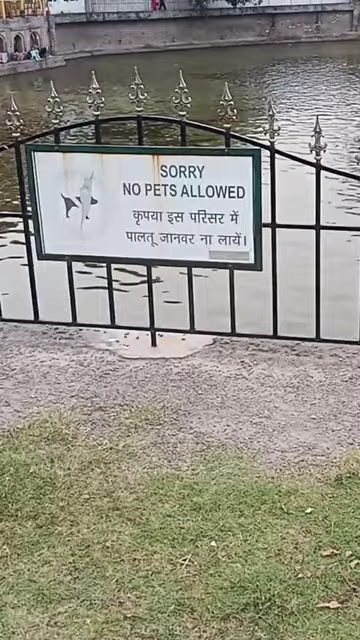 SORRY
NO PETS ALLOWED
कृपया इस परिसर में
पालतू जानवर ना लायें।